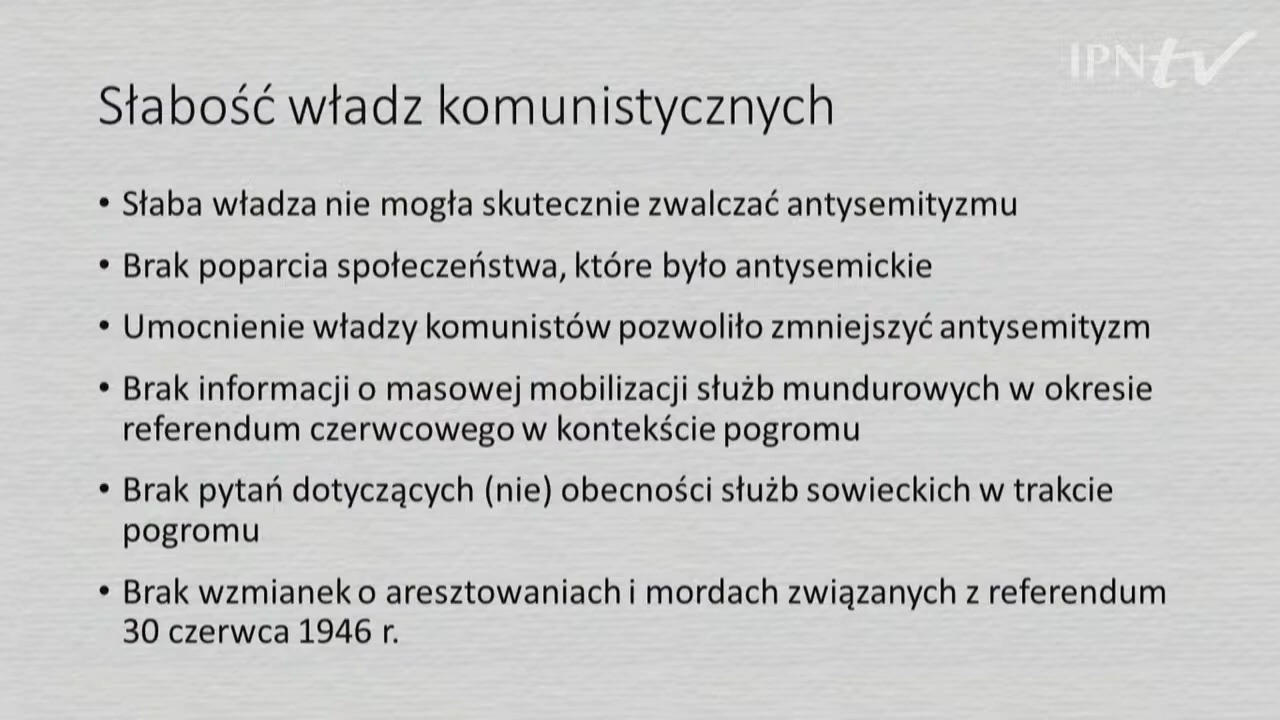 IPNtv
Słabość władz komunistycznych
• Słaba władza nie mogła skutecznie zwalczać antysemityzmu
• Brak poparcia społeczeństwa, które było antysemickie
• Umocnienie władzy komunistów pozwoliło zmniejszyć antysemityzm
• Brak informacji o masowej mobilizacji służb mundurowych w okresie
referendum czerwcowego w kontekście pogromu
• Brak pytań dotyczących (nie) obecności służb sowieckich w trakcie
pogromu
• Brak wzmianek o aresztowaniach i mordach związanych z referendum
30 czerwca 1946 r.